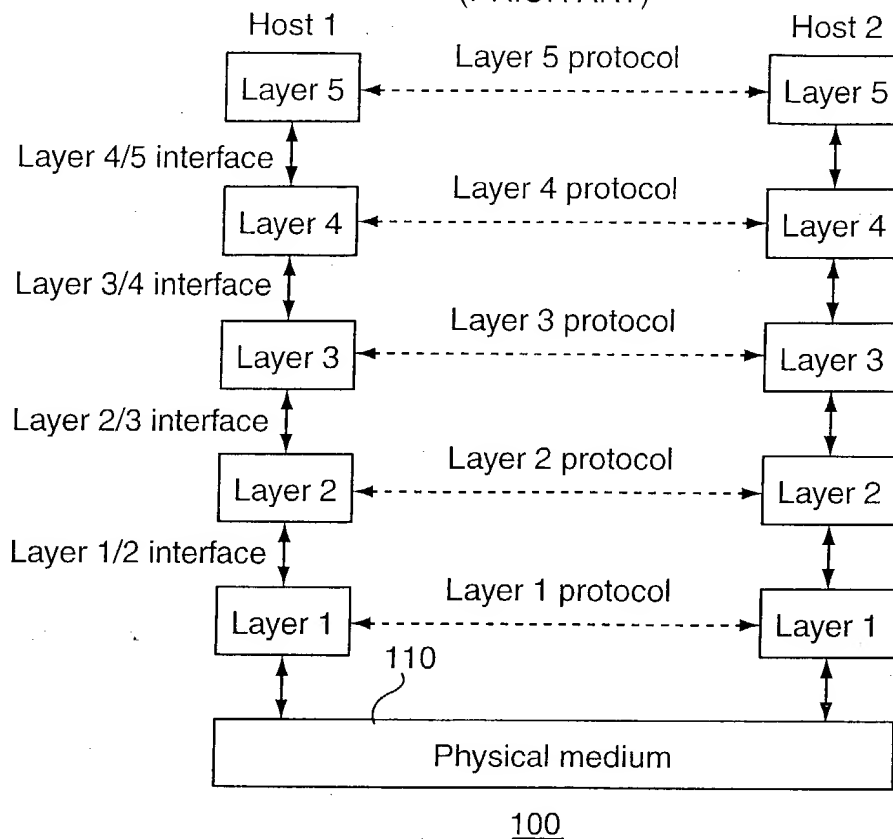 (PRIOR ART)
Host 1
Host 2
Layer 5 protocol
Layer 5
Layer 5
Layer 4/5 interface
Layer 4 protocol
Layer 4
Layer 4
Layer 3/4 interface
Layer 3 protocol
Layer 3
Layer 3
Layer 2/3 interface
Layer 2 protocol
Layer 2
Layer 2
Layer 1/2 interface
Layer 1 protocol
Layer 1
Layer 1
110
Physical medium
100